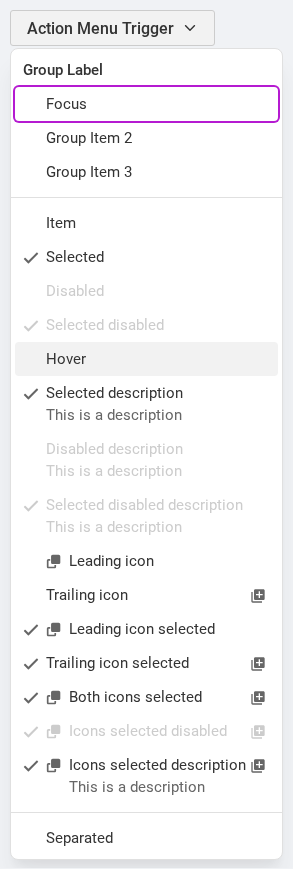 Action Menu Trigger
Group Label
Focus
Group Item 2
Group Item 3
Item
Selected
Disabled
Selected disabled
Hover
Selected description
This is a description
Disabled description
This is a description
Selected disabled description
This is a description
Leading icon
Trailing icon
Leading icon selected
Trailing icon selected
Both icons selected
Icons selected disabled
Icons selected description
This is a description
Separated